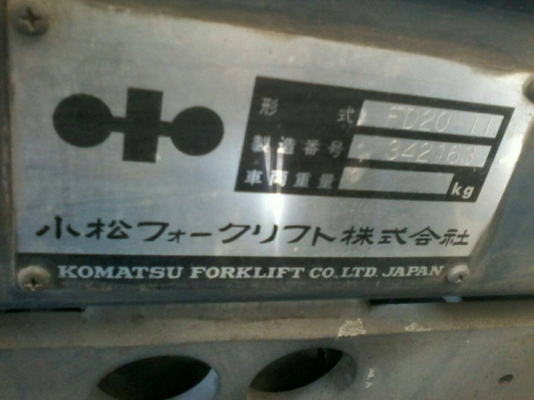 形 式 FD20 11
製造番号 342163
車両重量 kg
小松フォークリフト株式会社
KOMATSU FORKLIFT CO.LTD. JAPAN